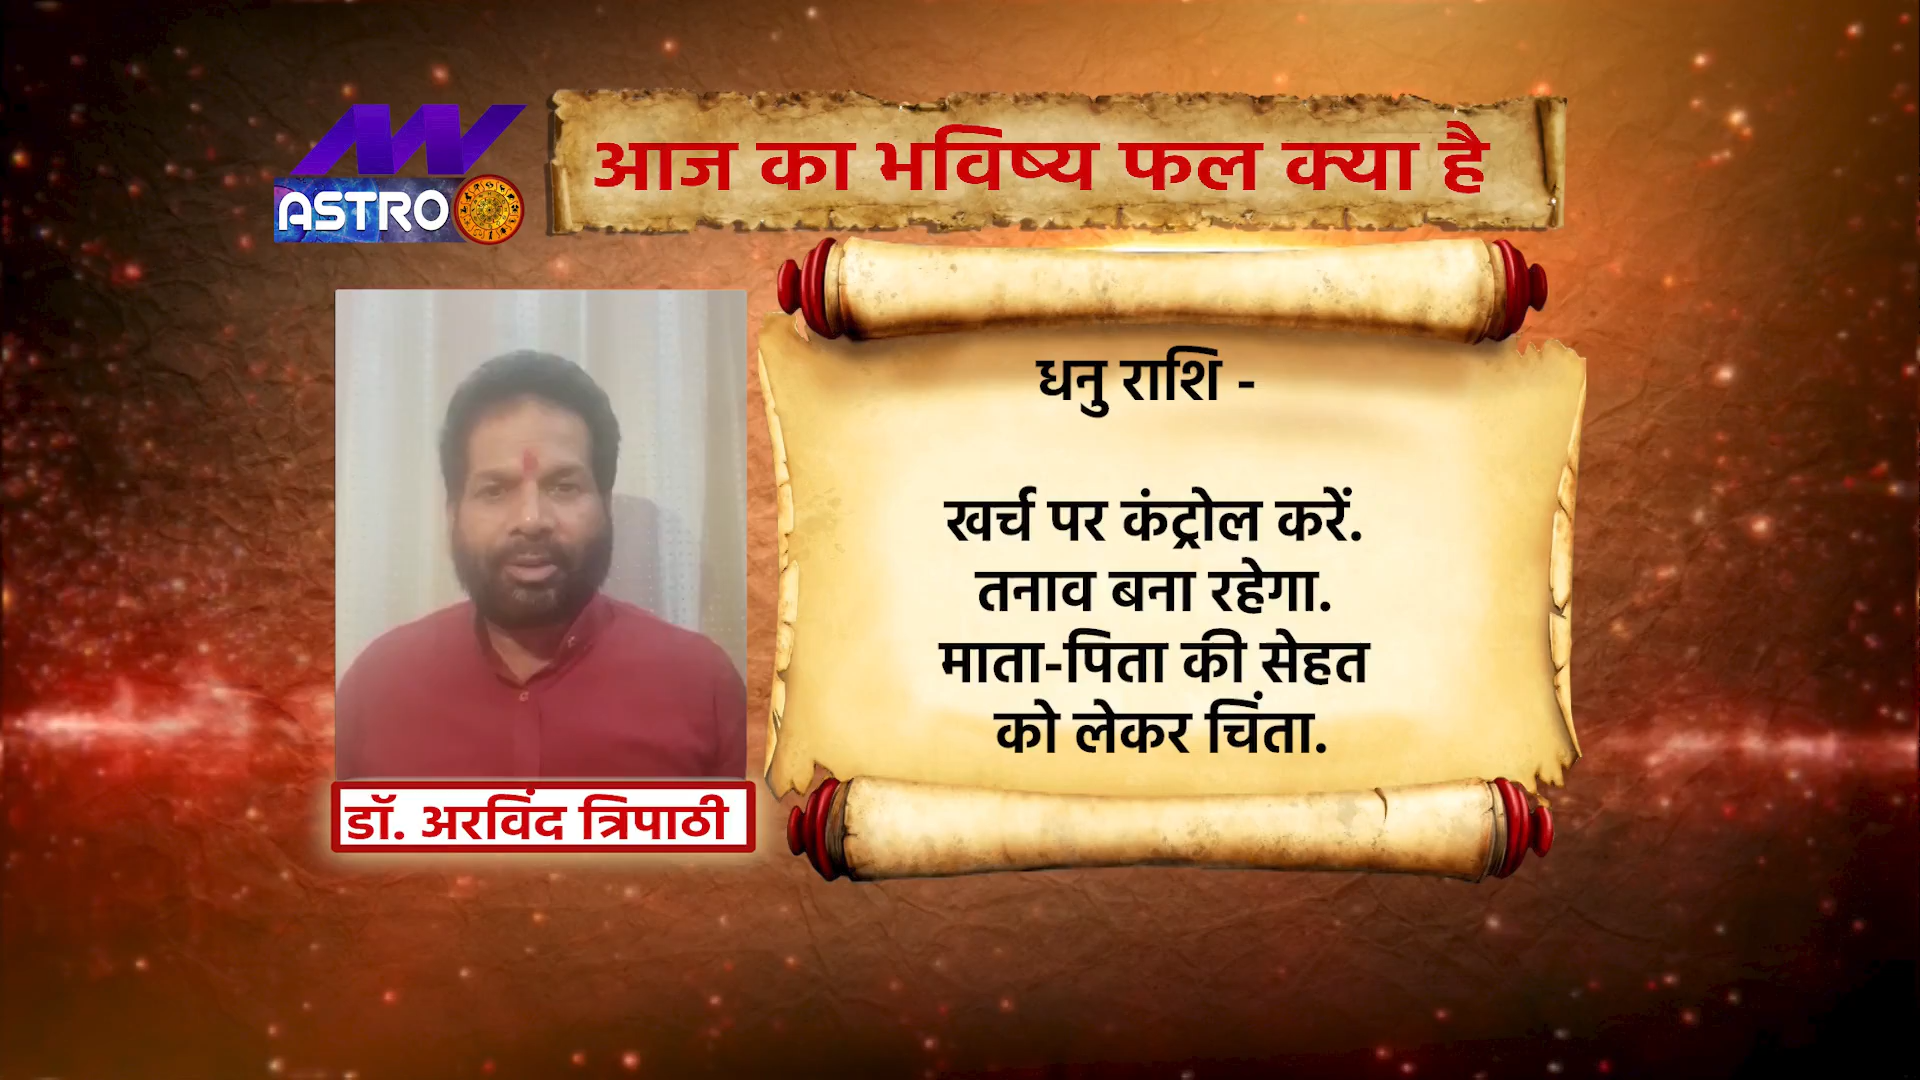 आज का भविष्य फल क्या है
ASTRO
धनु राशि -
खर्च पर कंट्रोल करें.
तनाव बना रहेगा.
माता-पिता की सेहत
को लेकर चिंता.
डॉ. अरविंद त्रिपाठी